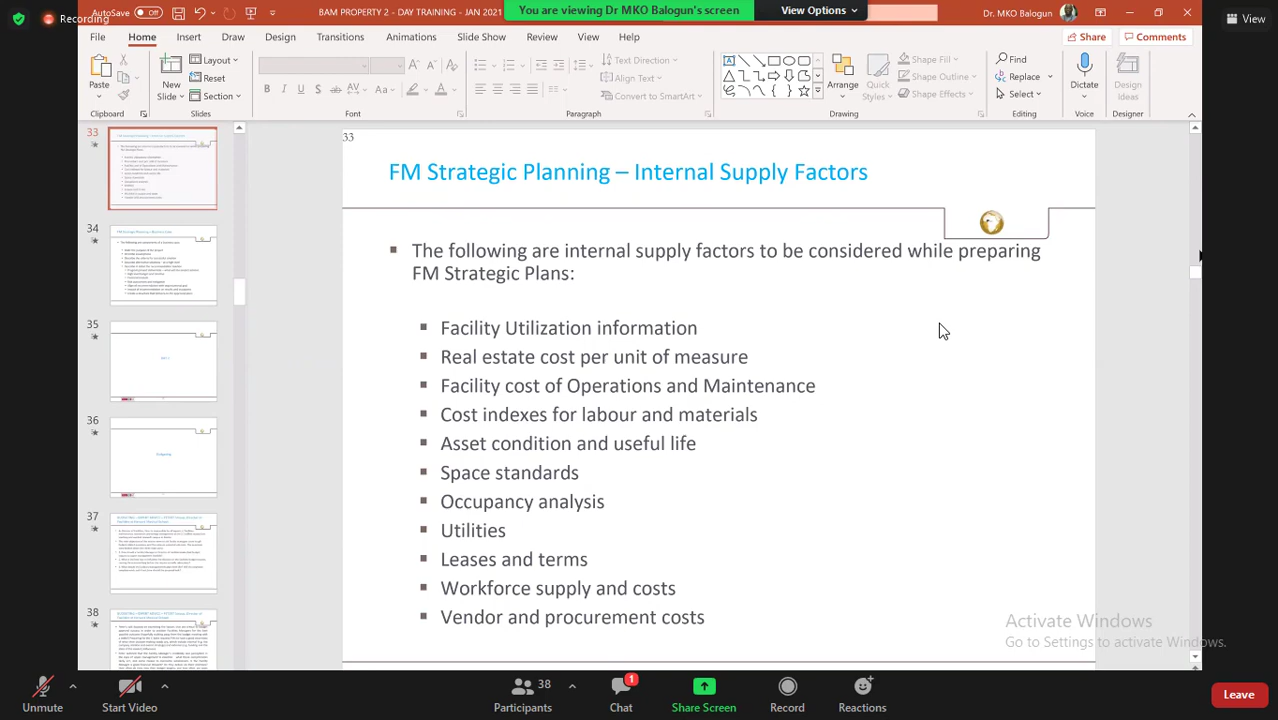 Recording
AutoSave Off
BAM PROPERTY 2 - DAY TRAINING - JAN 2021
You are viewing Dr MKO Balogun's screen
View Options
Dr. MKO Balogun
View
File Home Insert Draw Design Transitions Animations Slide Show Review View Help
Share Comments
Paste
New
Slide
Layout
Reset
Section
Text Direction
Align Text
Convert to SmartArt
Arrange
Quick
Styles
Shape Fill
Shape Outline
Shape Effects
Find
Replace
Select
Dictate
Design
Ideas
Clipboard Slides Font Paragraph Drawing Editing Voice Designer
33
34
35
36
37
38
33
FM Strategic Planning – Internal Supply Factors
The following are internal supply factors to be considered while preparing
FM Strategic Plans:
Facility Utilization information
Real estate cost per unit of measure
Facility cost of Operations and Maintenance
Cost indexes for labour and materials
Asset condition and useful life
Space standards
Occupancy analysis
Utilities
Leases and terms
Workforce supply and costs
Vendor and procurement costs
Activate Windows
Go to Settings to activate Windows.
Unmute
Start Video
38
Participants
1
Chat
Share Screen
Record
Reactions
Leave